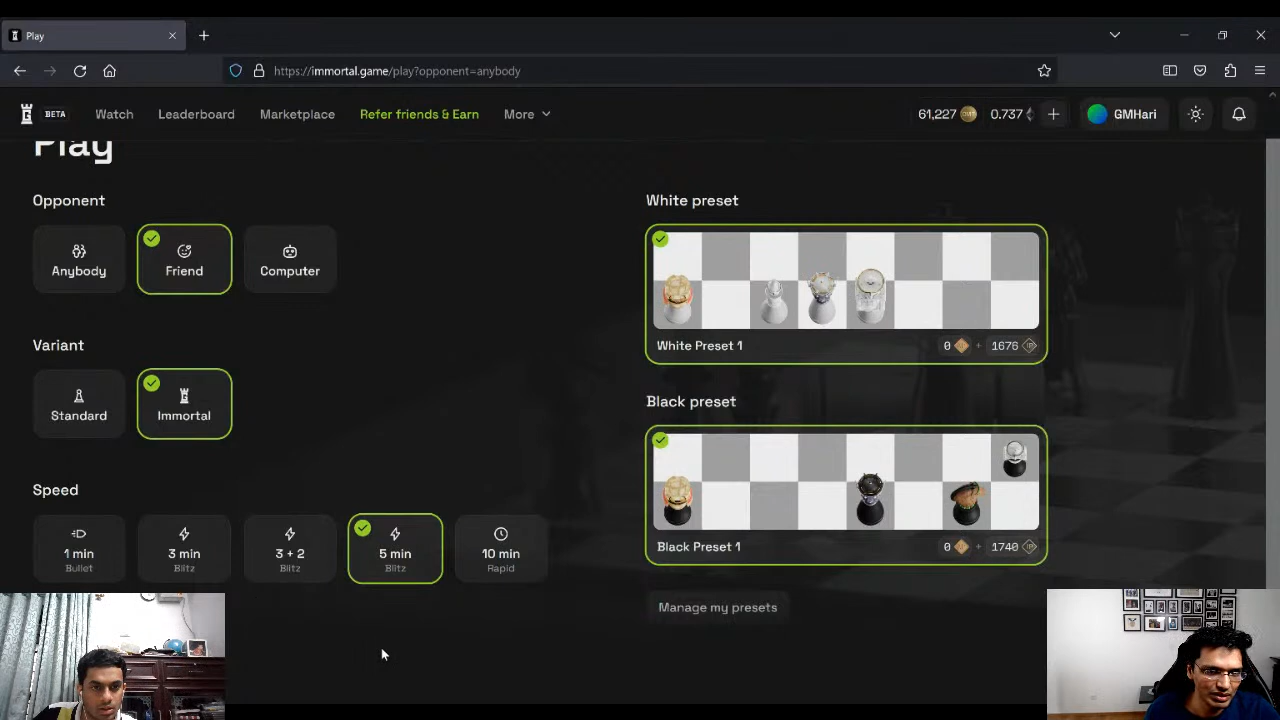 Play
https://immortal.game/play?opponent=anybody
BETA
Watch
Leaderboard
Marketplace
Refer friends & Earn
More
61,227
0.737
GMHari
Play
Opponent
Anybody
Friend
Computer
Variant
Standard
Immortal
Speed
1 min
Bullet
3 min
Blitz
3 + 2
Blitz
5 min
Blitz
10 min
Rapid
White preset
White Preset 1
0 + 1676
Black preset
Black Preset 1
0 + 1740
Manage my presets